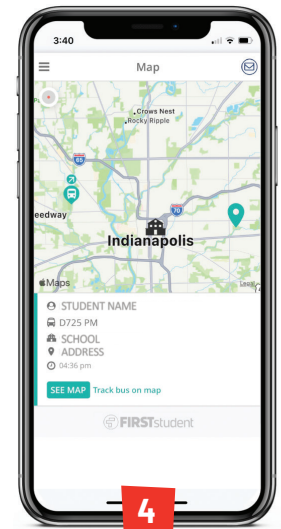 3:40
Map
Crows Nest
Rocky Ripple
65
70
eedway
Indianapolis
Maps
Legal
STUDENT NAME
D725 PM
SCHOOL
ADDRESS
04:36 pm
SEE MAP Track bus on map
FIRSTstudent
4